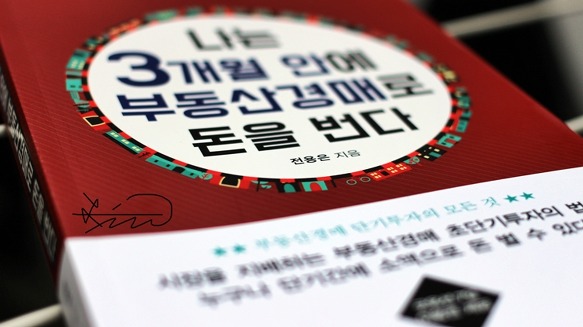 나는
3개월 안에
부동산경매로
돈을 번다
전용은 지음
★★ 부동산경매 단기투자의 모든 것 ★★
시장을 지배하는 부동산경매 초단기투자의 법
누구나 단기간에 소액으로 돈 벌 수 있다